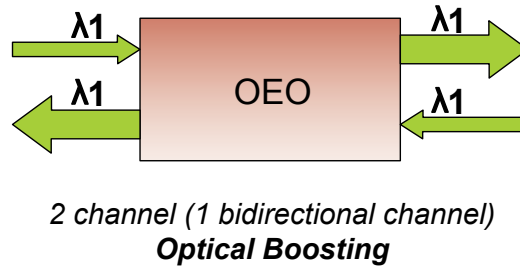 λ1 λ1
OEO
λ1 λ1
2 channel (1 bidirectional channel)
Optical Boosting